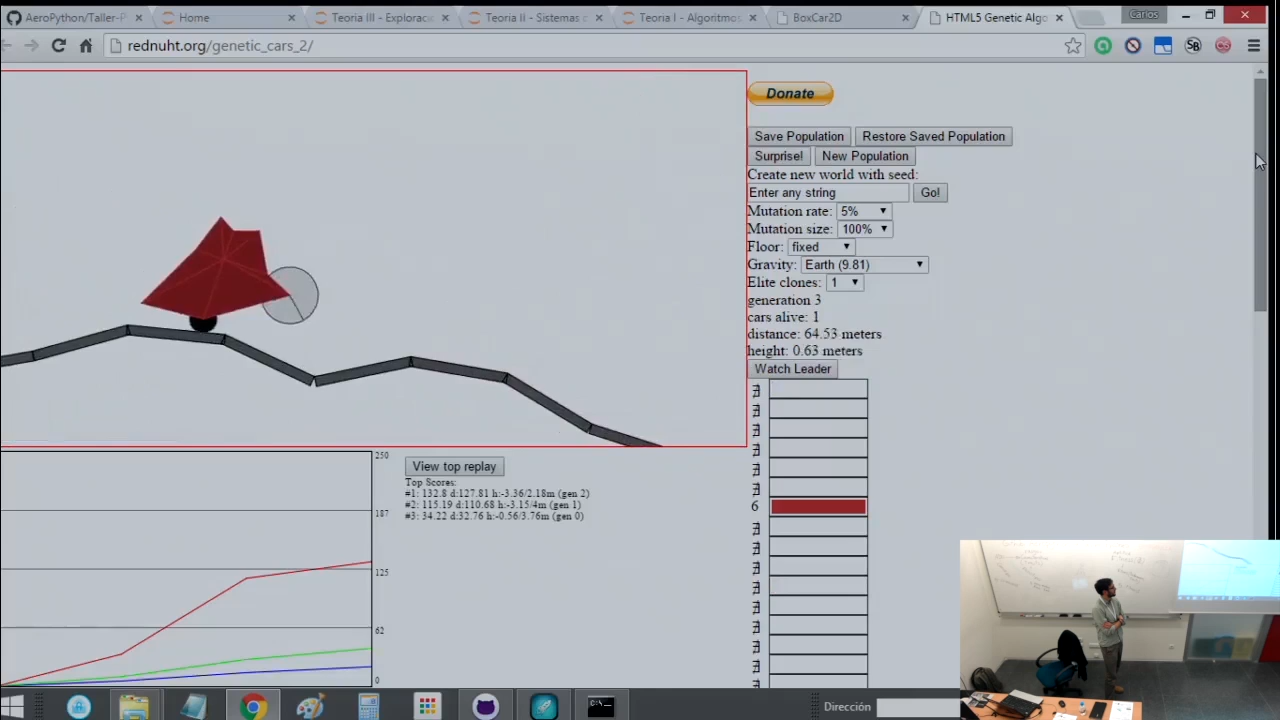 AeroPython/Taller-P
Home
Teoria III - Exploraci
Teoria II - Sistemas c
Teoria I - Algoritmos
BoxCar2D
HTML5 Genetic Algo
Carlos
rednuht.org/genetic_cars_2/
Donate
Save Population Restore Saved Population
Surprise! New Population
Create new world with seed:
Enter any string Go!
Mutation rate: 5%
Mutation size: 100%
Floor: fixed
Gravity: Earth (9.81)
Elite clones: 1
generation 3
cars alive: 1
distance: 64.53 meters
height: 0.63 meters
Watch Leader
∄
∄
∄
∄
∄
∄
6
∄
∄
∄
∄
∄
∄
∄
∄
∄
250
187
125
62
0
View top replay
Top Scores:
#1: 132.8 d:127.81 h:-3.36/2.18m (gen 2)
#2: 115.19 d:110.68 h:-3.15/4m (gen 1)
#3: 34.22 d:32.76 h:-0.56/3.76m (gen 0)
Dirección